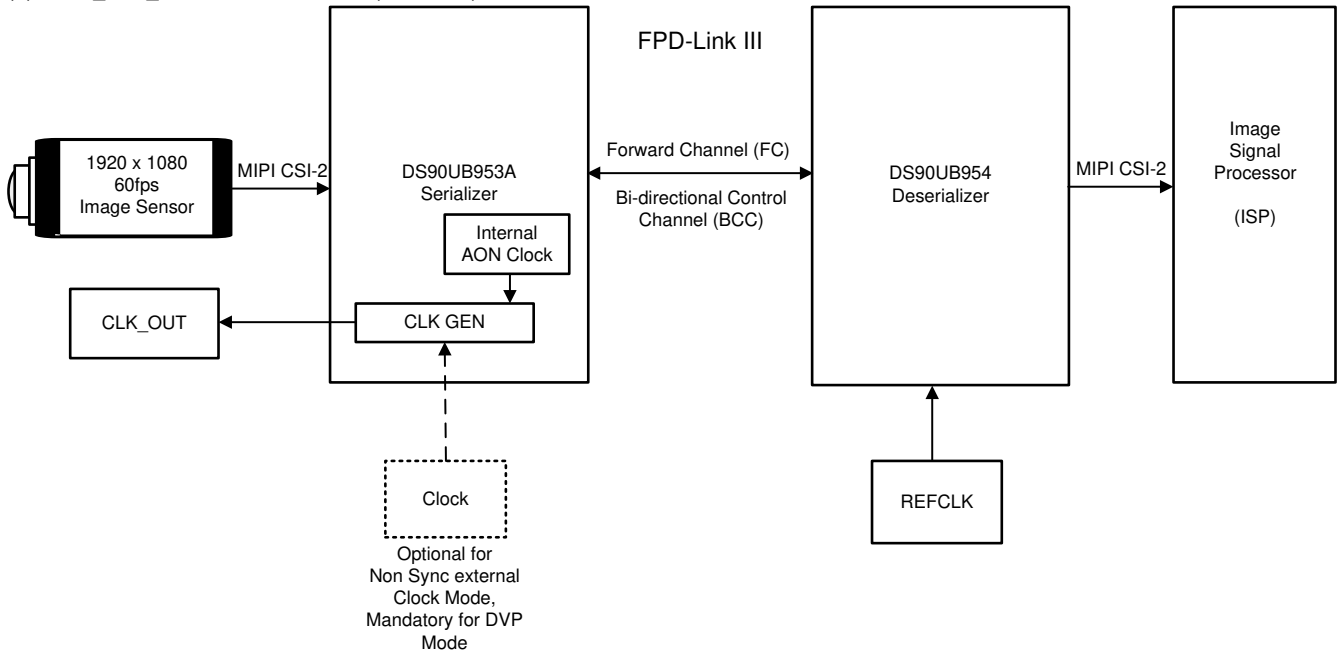 FPD-Link III
1920 x 1080
60fps
Image Sensor
MIPI CSI-2
DS90UB953A
Serializer
Internal
AON Clock
CLK GEN
CLK_OUT
Clock
Optional for
Non Sync external
Clock Mode,
Mandatory for DVP
Mode
Forward Channel (FC)
Bi-directional Control
Channel (BCC)
DS90UB954
Deserializer
REFCLK
MIPI CSI-2
Image
Signal
Processor
(ISP)